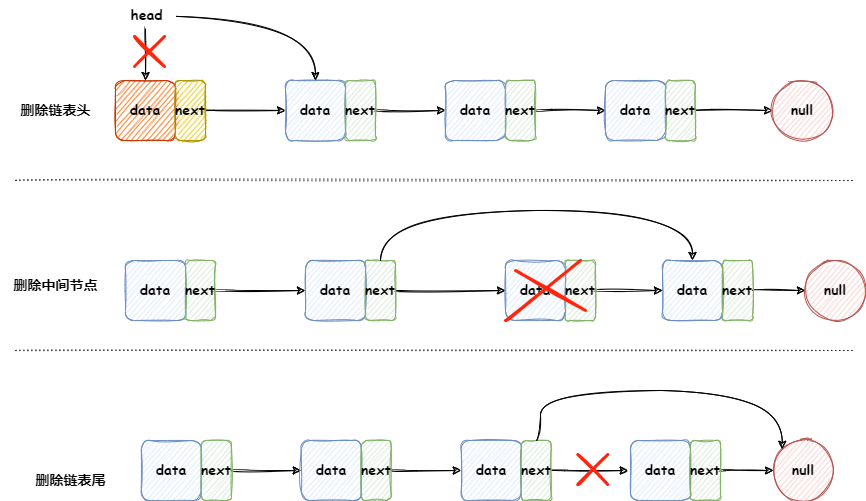 head
删除链表头 data next data next data next data next null
删除中间节点 data next data next data next data next null
删除链表尾 data next data next data next data next null